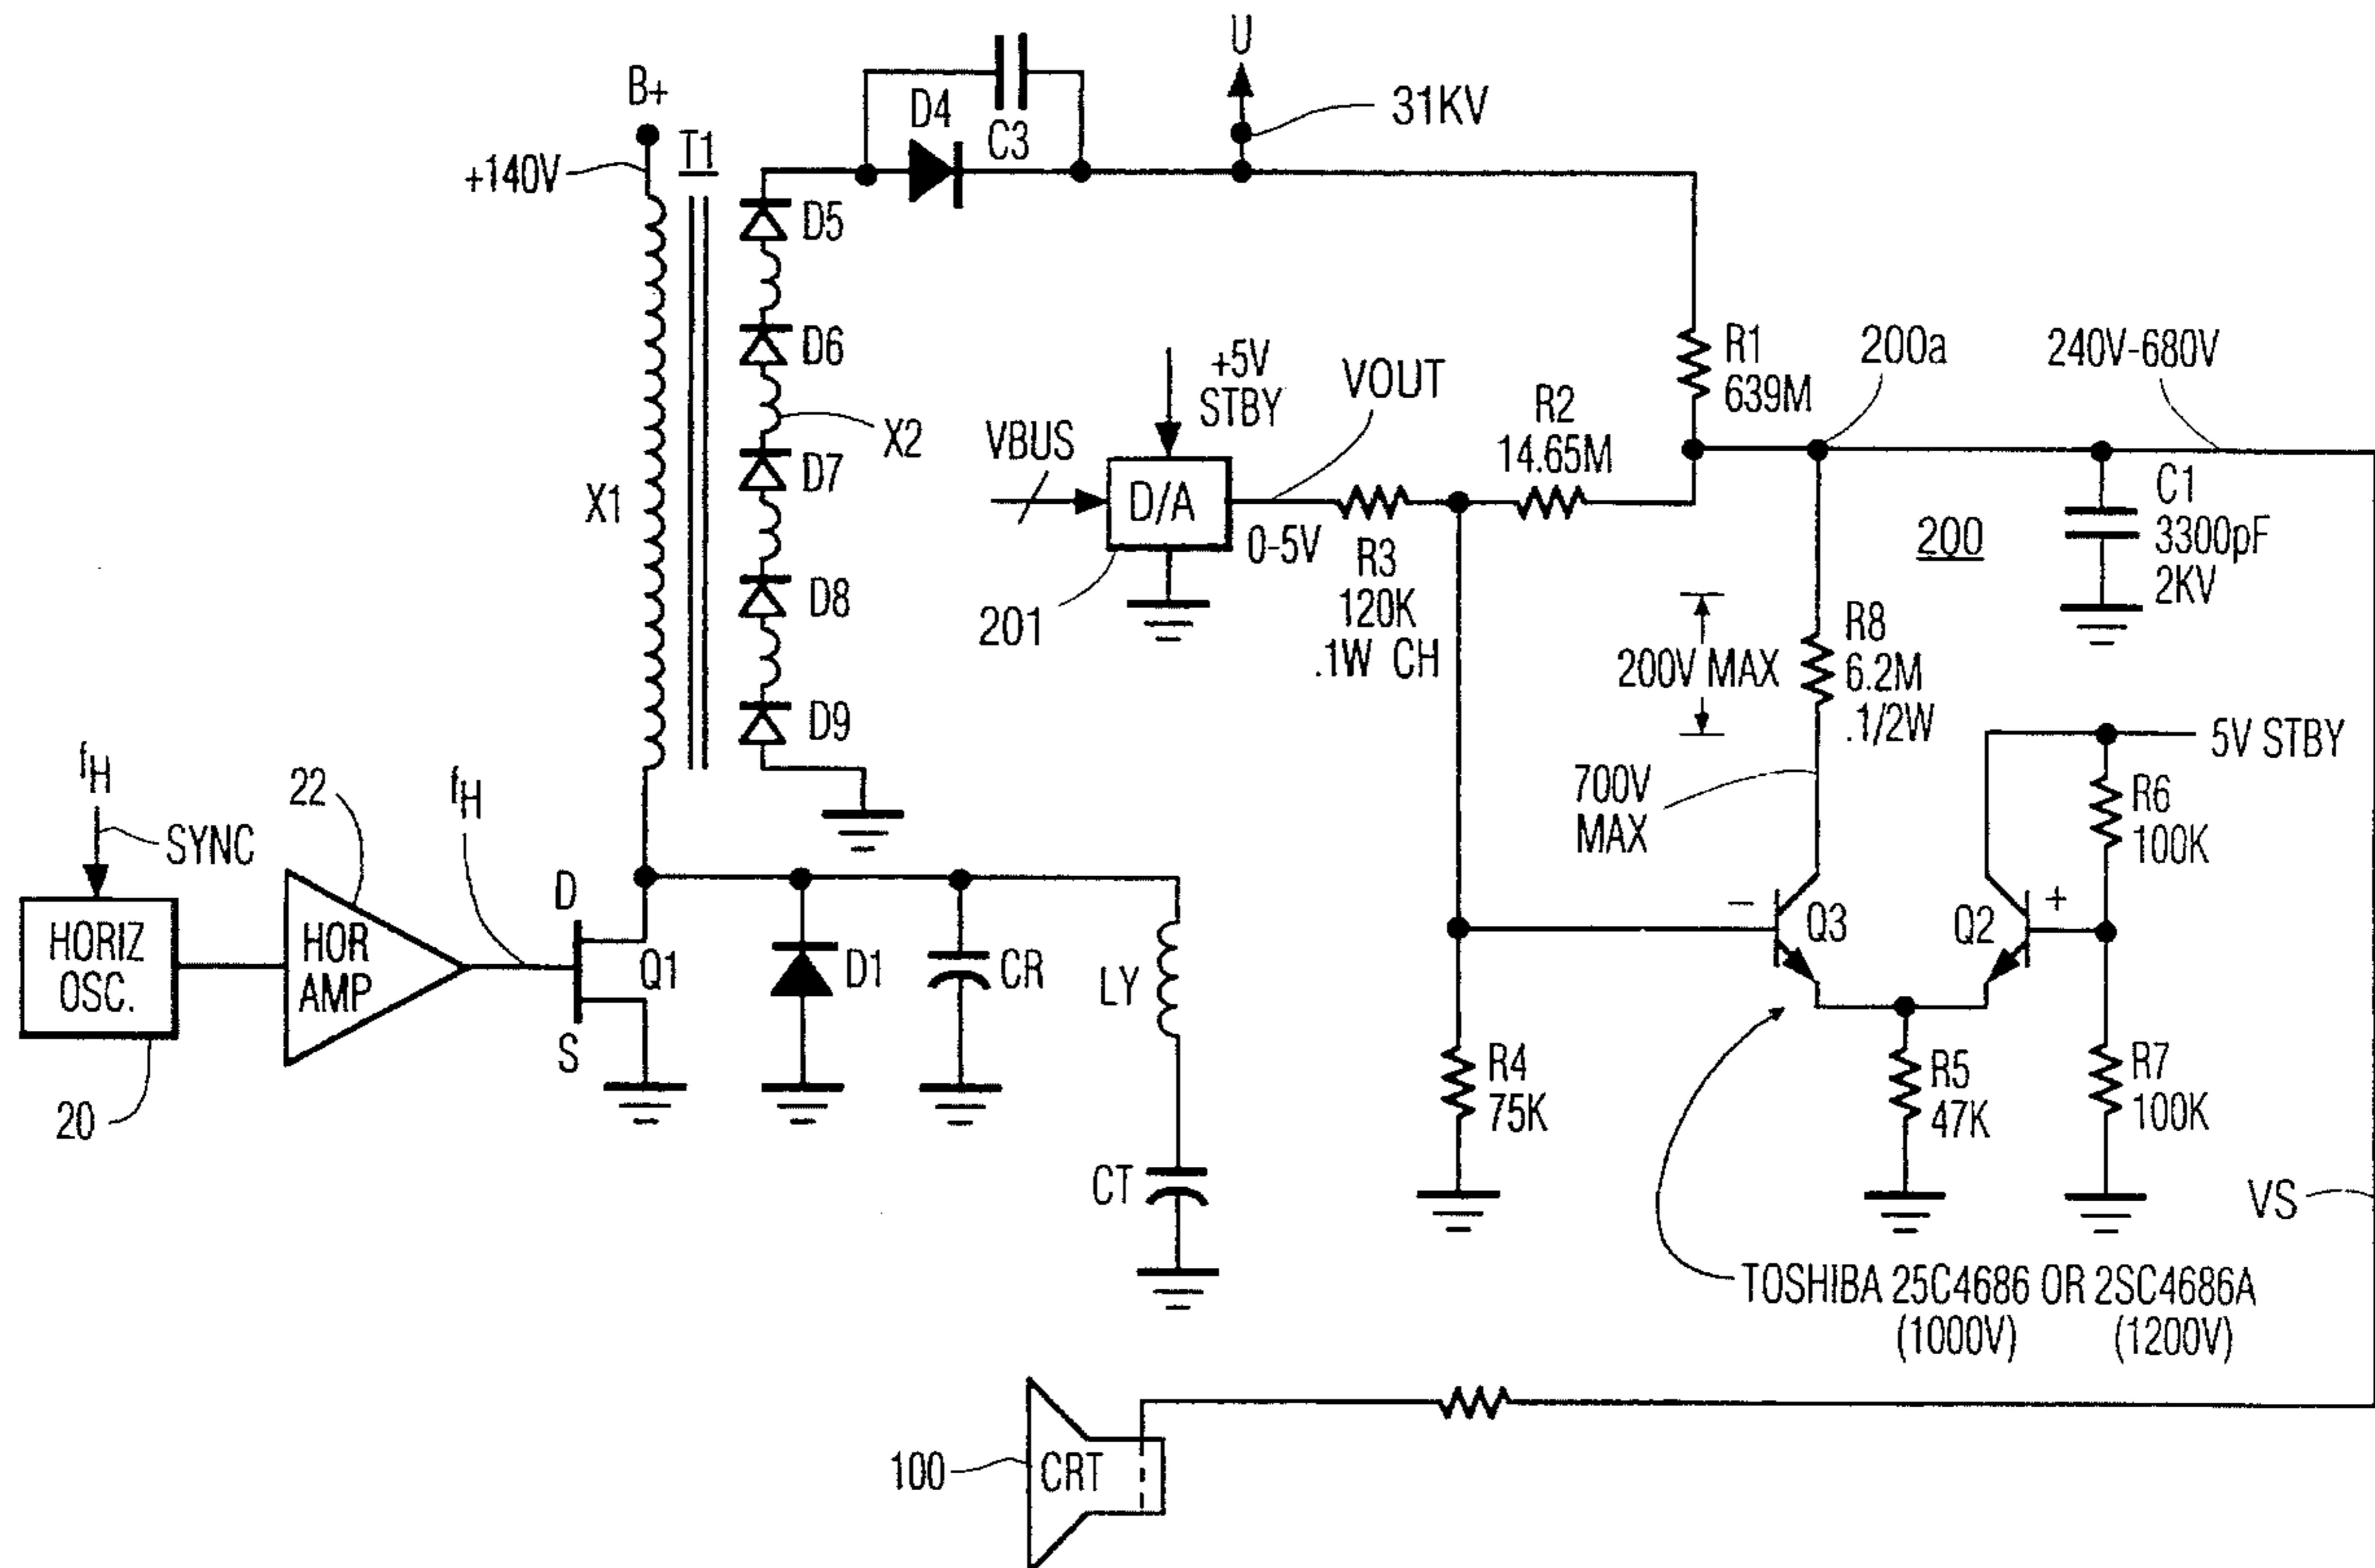 U
B+
T1
+140V
D4
C3
31KV
D5
D6
X2
D7
X1
D8
D9
+5V
STBY
VOUT
VBUS
D/A
0-5V
201
R2
14.65M
R3
120K
.1W CH
R1
639M
200a
240V-680V
200
C1
3300pF
2KV
200V MAX
R8
6.2M
.1/2W
700V
MAX
5V STBY
R6
100K
fH
SYNC
22
fH
HORIZ
OSC.
20
HOR
AMP
D
Q1
S
D1
CR
LY
CT
−
Q3
Q2
+
R4
75K
R5
47K
R7
100K
VS
TOSHIBA 25C4686 OR 2SC4686A
(1000V) (1200V)
100
CRT